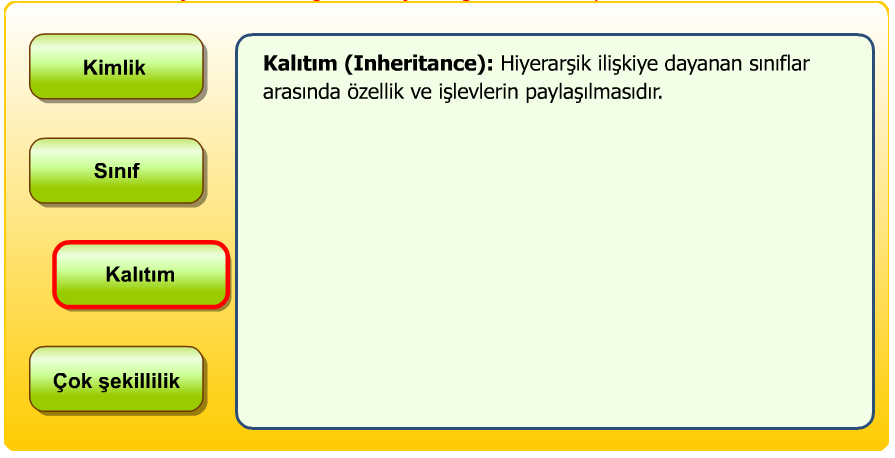 Kimlik
Sınıf
Kalıtım
Çok şekillilik
Kalıtım (Inheritance): Hiyerarşik ilişkiye dayanan sınıflar
arasında özellik ve işlevlerin paylaşılmasıdır.